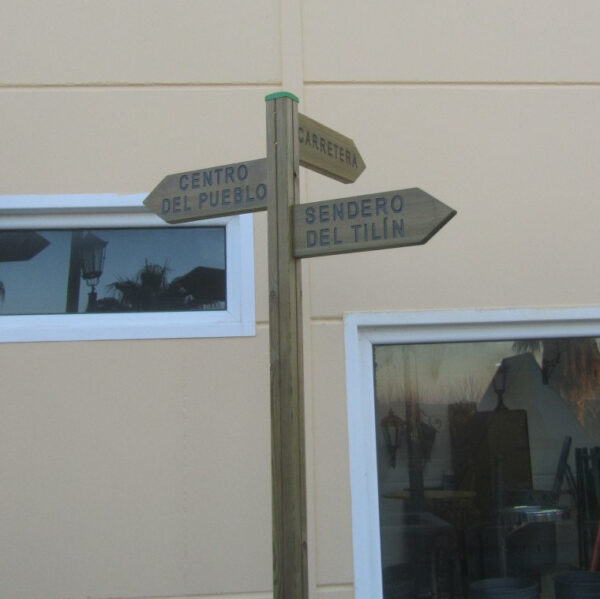 CARRETERA
CENTRO
DEL PUEBLO
SENDERO
DEL TILÍN